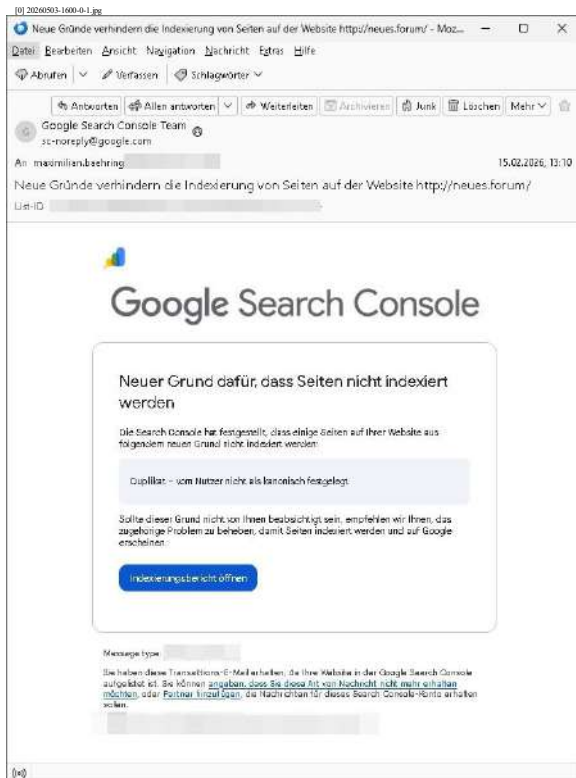 [0] 20260503-1600-0-1.jpg
Neue Gründe verhindern die Indexierung von Seiten auf der Website http://neues.forum/ - Moz...
Datei Bearbeiten Ansicht Navigation Nachricht Extras Hilfe
Abrufen Verfassen Schlagwörter
Antworten Allen antworten Weiterleiten Archivieren Junk Löschen Mehr
G Google Search Console Team
sc-noreply@google.com
An maximilian.baehring
15.02.2026, 13:10
Neue Gründe verhindern die Indexierung von Seiten auf der Website http://neues.forum/
List-ID
Google Search Console
Neuer Grund dafür, dass Seiten nicht indexiert
werden
Die Search Console hat festgestellt, dass einige Seiten auf Ihrer Website aus
folgendem neuen Grund nicht indexiert werden:
Duplikat – vom Nutzer nicht als kanonisch festgelegt
Sollte dieser Grund nicht von Ihnen beabsichtigt sein, empfehlen wir Ihnen, das
zugehörige Problem zu beheben, damit Seiten indexiert werden und auf Google
erscheinen.
Indexierungsbericht öffnen
Message type:
Sie haben diese Transaktions-E-Mail erhalten, da Ihre Website in der Google Search Console
aufgelistet ist. Sie können angeben, dass Sie diese Art von Nachricht nicht mehr erhalten
möchten, oder Partner hinzufügen, die Nachrichten für dieses Search Console-Konto erhalten
sollen.